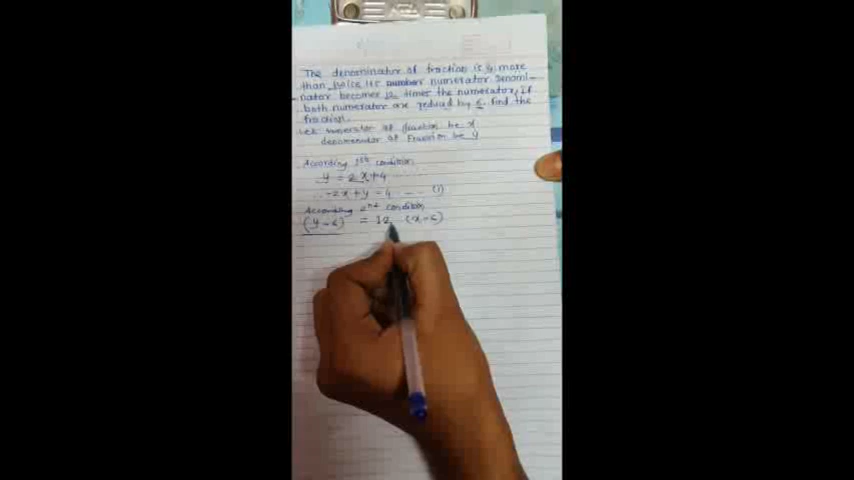 The denominator of fraction is 4 more
than twice its number numerator Denomi-
-nator becomes 12 times the numerator, if
both numerator are reduced by 6. find the
fraction.
Let numerator of fraction be x
denominator of Fraction be y
According 1st condition
y = 2x+4
-2x+y = 4 ---- (1)
According 2nd condition
(y-6) = 12 (x-6)